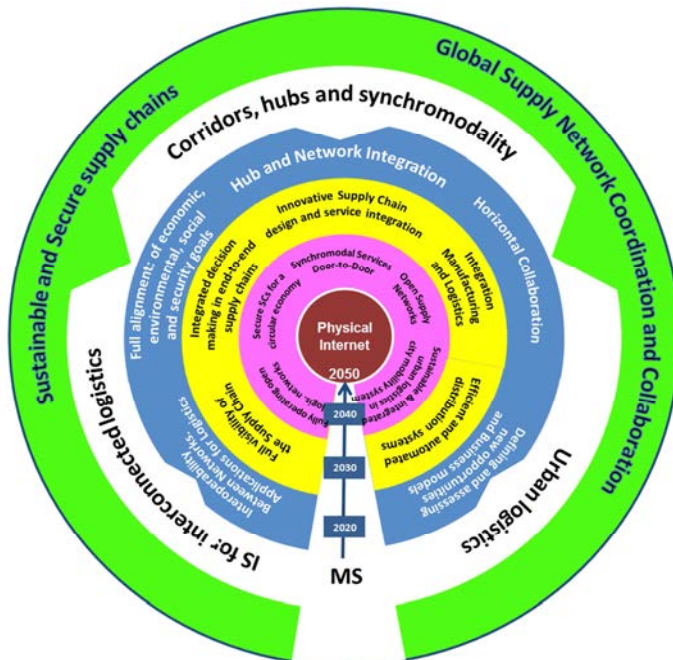 Sustainable and Secure supply chains
Global Supply Network Coordination and Collaboration
Corridors, hubs and synchromodality
IS for interconnected logistics
Urban logistics
Full alignment: of economic,
environmental, social
and security goals
Hub and Network Integration
Horizontal Collaboration
Interoperability
Between Networks.
Applications for Logistics
Defining and assessing
new opportunities
and Business models
Integrated decision
making in end-to-end
supply chains
Innovative Supply Chain
design and service integration
Integration
Manufacturing
and Logistics
Full Visibility of
the Supply Chain
Efficient and automated
distribution systems
Secure SCs for a
circular economy
Synchromodal Services
Door-to-Door
Open Supply
Networks
Fully operating open
logic. networks
Sustainable & integrated
urban logistics in
city mobility system
Physical
Internet
2050
2040
2030
2020
MS